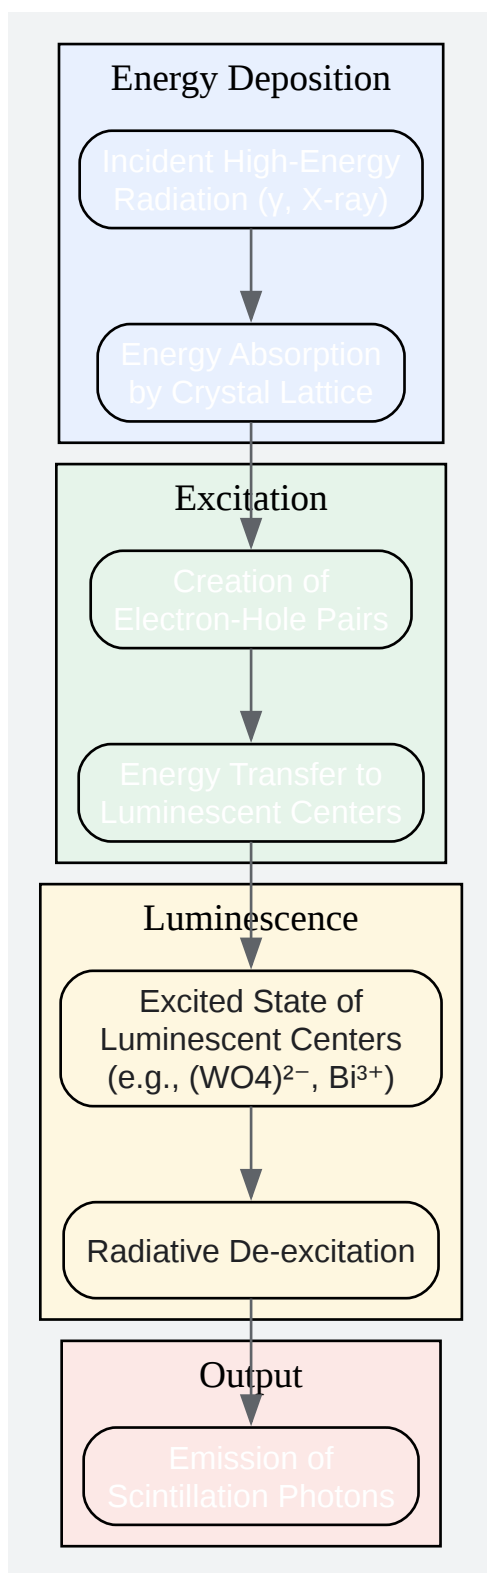 Energy Deposition
Incident High-Energy
Radiation (γ, X-ray)
Energy Absorption
by Crystal Lattice
Excitation
Creation of
Electron-Hole Pairs
Energy Transfer to
Luminescent Centers
Luminescence
Excited State of
Luminescent Centers
(e.g., (WO4)²⁻, Bi³⁺)
Radiative De-excitation
Output
Emission of
Scintillation Photons